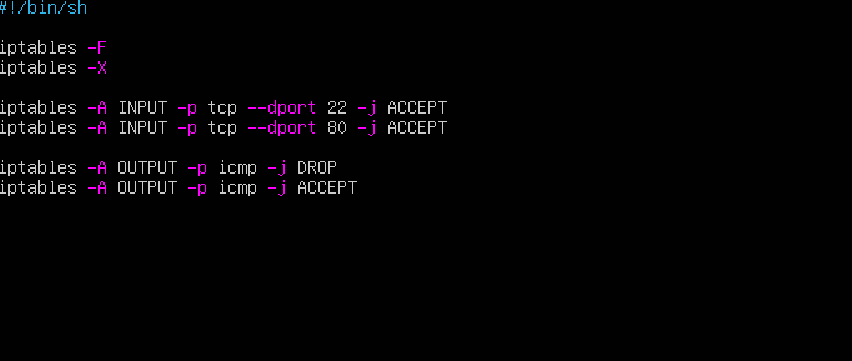 #!/bin/sh
iptables -F
iptables -X
iptables -A INPUT -p tcp --dport 22 -j ACCEPT
iptables -A INPUT -p tcp --dport 80 -j ACCEPT
iptables -A OUTPUT -p icmp -j DROP
iptables -A OUTPUT -p icmp -j ACCEPT